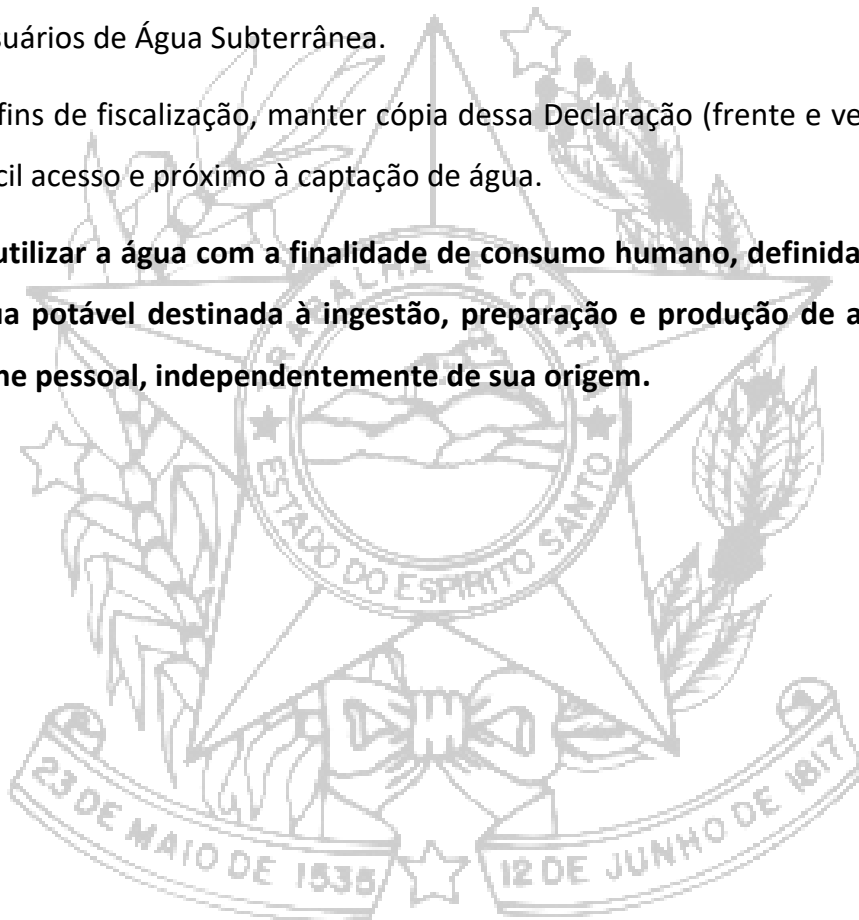 suários de Água Subterrânea.
fins de fiscalização, manter cópia dessa Declaração (frente e ve
cil acesso e próximo à captação de água.
utilizar a água com a finalidade de consumo humano, definida
ua potável destinada à ingestão, preparação e produção de a
ne pessoal, independentemente de sua origem.
TRABALHA E CONFIA
ESTADO DO ESPIRITO SANTO
23 DE MAIO DE 1535
12 DE JUNHO DE 1817